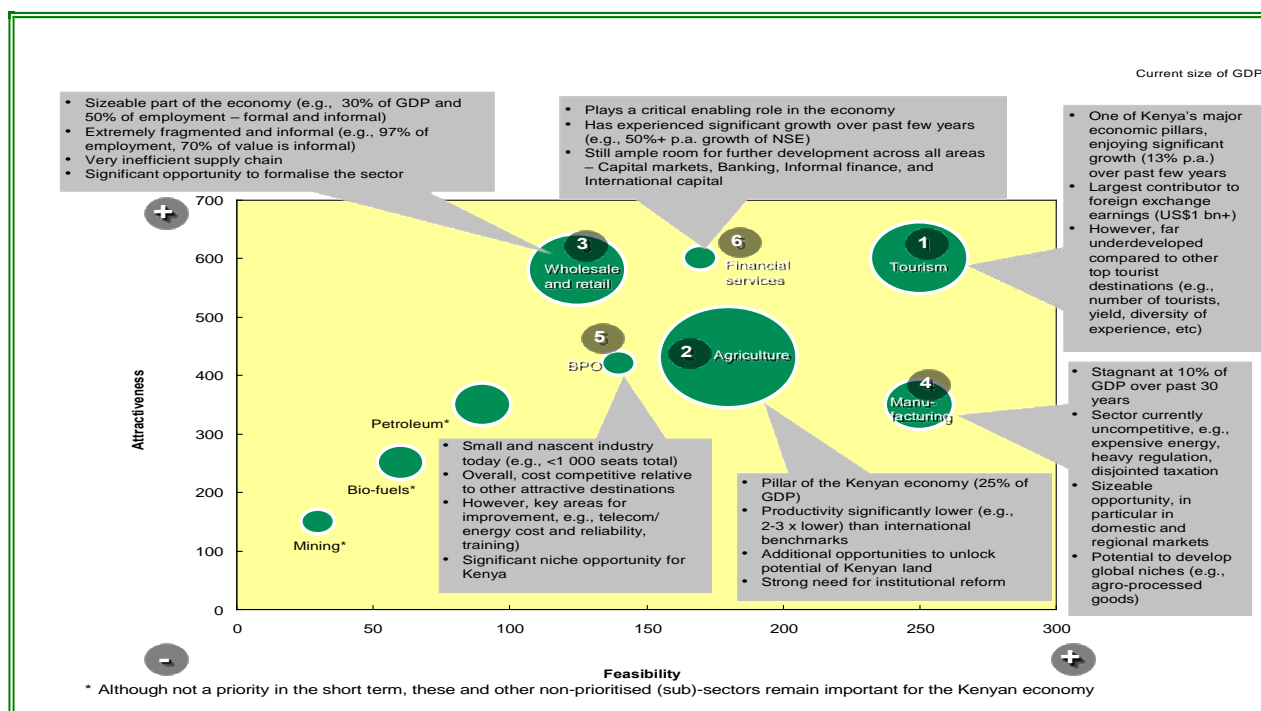 Current size of GDP
• Sizeable part of the economy (e.g., 30% of GDP and
50% of employment – formal and informal)
• Extremely fragmented and informal (e.g., 97% of
employment, 70% of value is informal)
• Very inefficient supply chain
• Significant opportunity to formalise the sector
• Plays a critical enabling role in the economy
• Has experienced significant growth over past few years
(e.g., 50%+ p.a. growth of NSE)
• Still ample room for further development across all areas
– Capital markets, Banking, Informal finance, and
International capital
• One of Kenya's major
economic pillars,
enjoying significant
growth (13% p.a.)
over past few years
• Largest contributor to
foreign exchange
earnings (US$1 bn+)
• However, far
underdeveloped
compared to other
top tourist
destinations (e.g.,
number of tourists,
yield, diversity of
experience, etc)
+
700
600
500
400
300
200
100
0
Attractiveness
3
Wholesale
and retail
6
Financial
services
1
Tourism
5
BPO
2
Agriculture
4
Manu-
facturing
Petroleum*
Bio-fuels*
Mining*
• Small and nascent industry
today (e.g., <1 000 seats total)
• Overall, cost competitive relative
to other attractive destinations
• However, key areas for
improvement, e.g., telecom/
energy cost and reliability,
training)
• Significant niche opportunity for
Kenya
• Pillar of the Kenyan economy (25% of
GDP)
• Productivity significantly lower (e.g.,
2-3 x lower) than international
benchmarks
• Additional opportunities to unlock
potential of Kenyan land
• Strong need for institutional reform
• Stagnant at 10% of
GDP over past 30
years
• Sector currently
uncompetitive, e.g.,
expensive energy,
heavy regulation,
disjointed taxation
• Sizeable
opportunity, in
particular in
domestic and
regional markets
• Potential to develop
global niches (e.g.,
agro-processed
goods)
0 50 100 150 200 250 300
- +
Feasibility
* Although not a priority in the short term, these and other non-prioritised (sub)-sectors remain important for the Kenyan economy